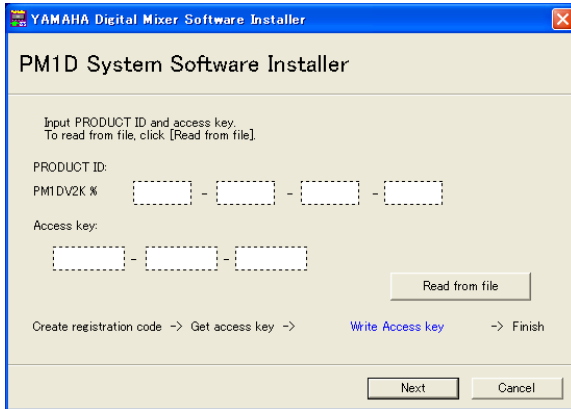 YAMAHA Digital Mixer Software Installer
PM1D System Software Installer
Input PRODUCT ID and access key.
To read from file, click [Read from file].
PRODUCT ID:
PM1DV2K % - - -
Access key:
- -
Read from file
Create registration code -> Get access key -> Write Access key -> Finish
Next Cancel